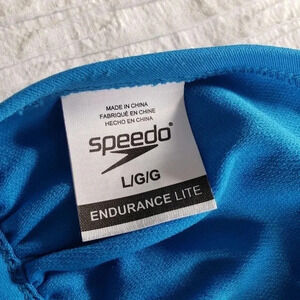 MADE IN CHINA
FABRIQUÉ EN CHINE
HECHO EN CHINA
speedo
L/G/G
ENDURANCE LITE